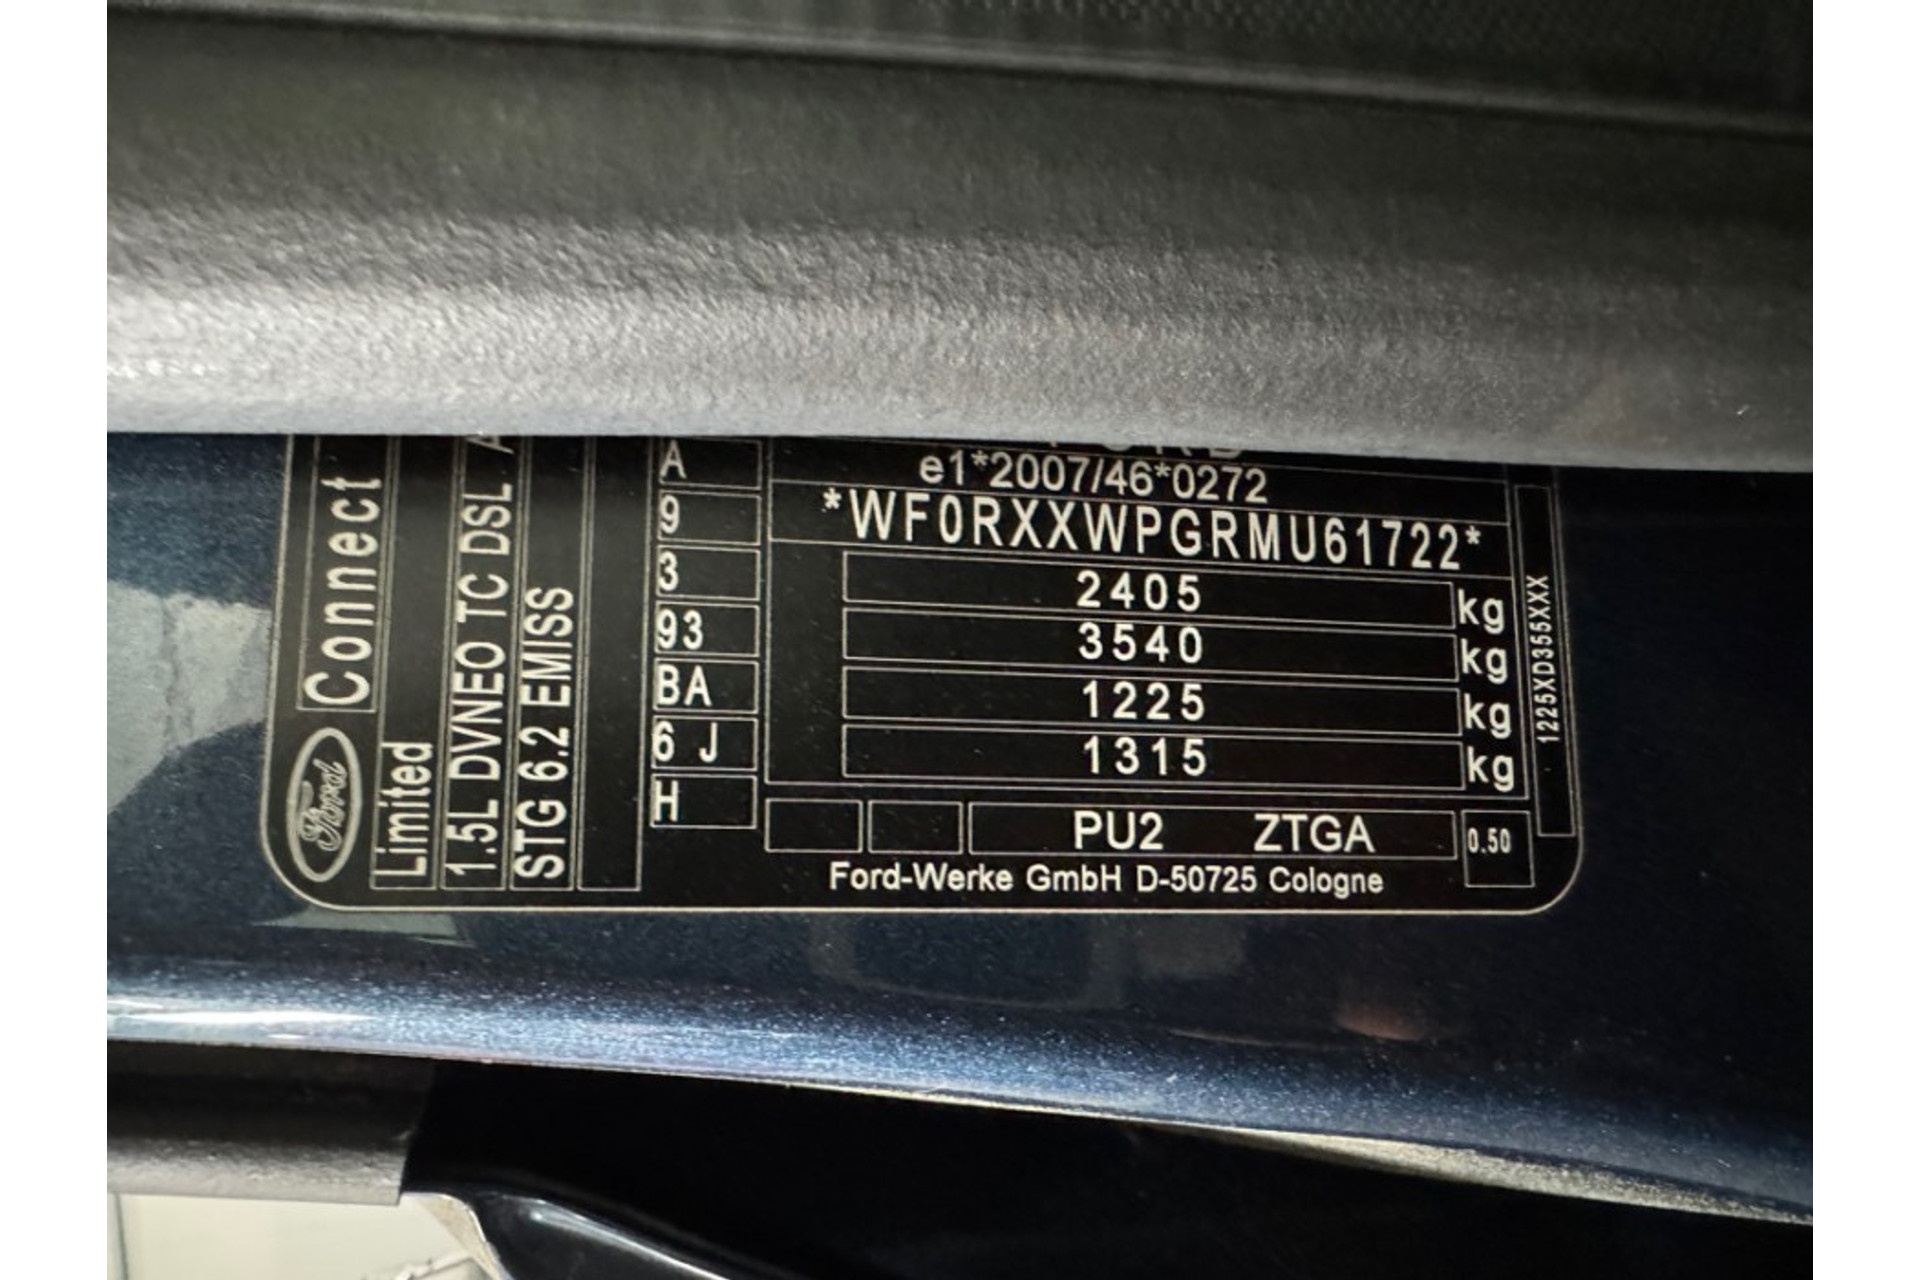 FORD
e1*2007/46*0272
*WF0RXXWPGRMU61722*
2405 kg
3540 kg
1225 kg
1315 kg
PU2 ZTGA
0.50
Ford-Werke GmbH D-50725 Cologne
1225XD355XXX
A
9
3
93
BA
6 J
H
Ford
Connect
Limited
1.5L DVNEO TC DSL
STG 6.2 EMISS